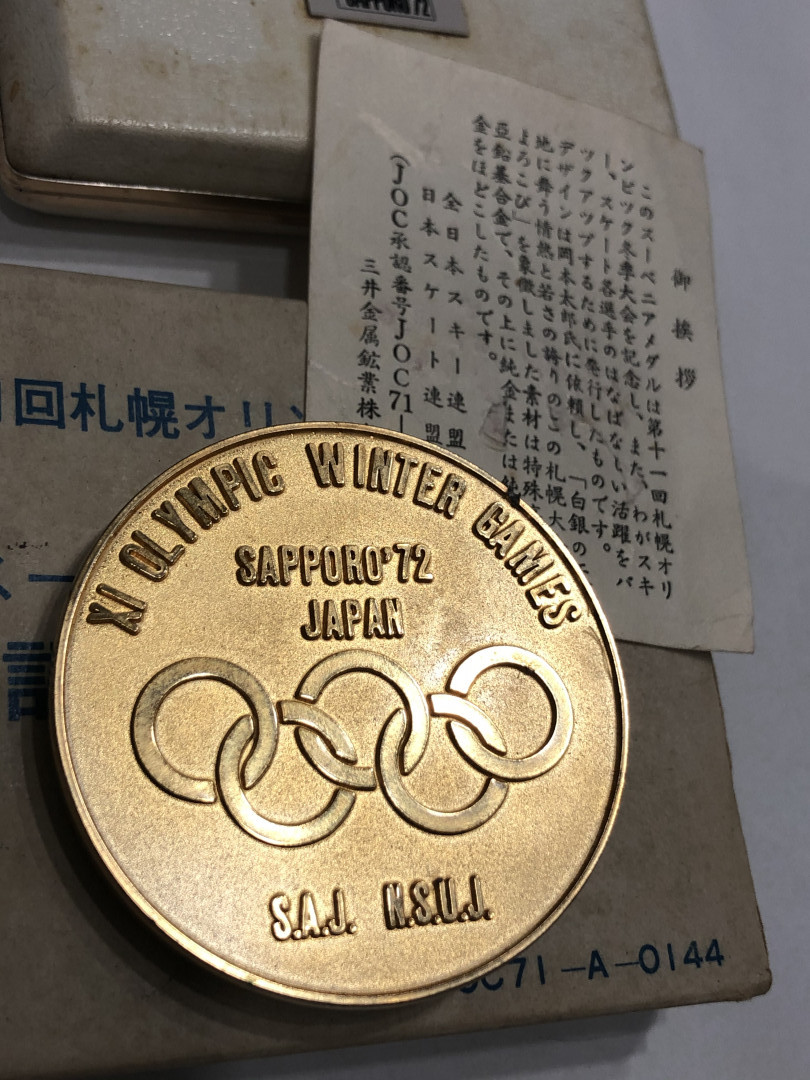 SAPPORO'72
御挨拶
このスーベニアメダルは第十一回札幌オリ
ンピック冬季大会を記念し、また、わがスキ
ー、スケート各選手のはなばなしい活躍をバ
ックアップするために発行したものです。
デザインは岡本太郎氏に依頼し、「白銀の
地に舞う情熱と若さの誇りのこの札幌大
よろこび」を象徴しました素材は特殊
亜鉛基合金で、その上に純金または
金をほどこしたものです。
全日本スキー連盟
日本スケート連盟
(JOC承認番号JOC71-
三井金属鉱業株
回札幌オリン
XI OLYMPIC WINTER GAMES
SAPPORO'72
JAPAN
S.A.J. N.S.U.J.
C71-A-0144